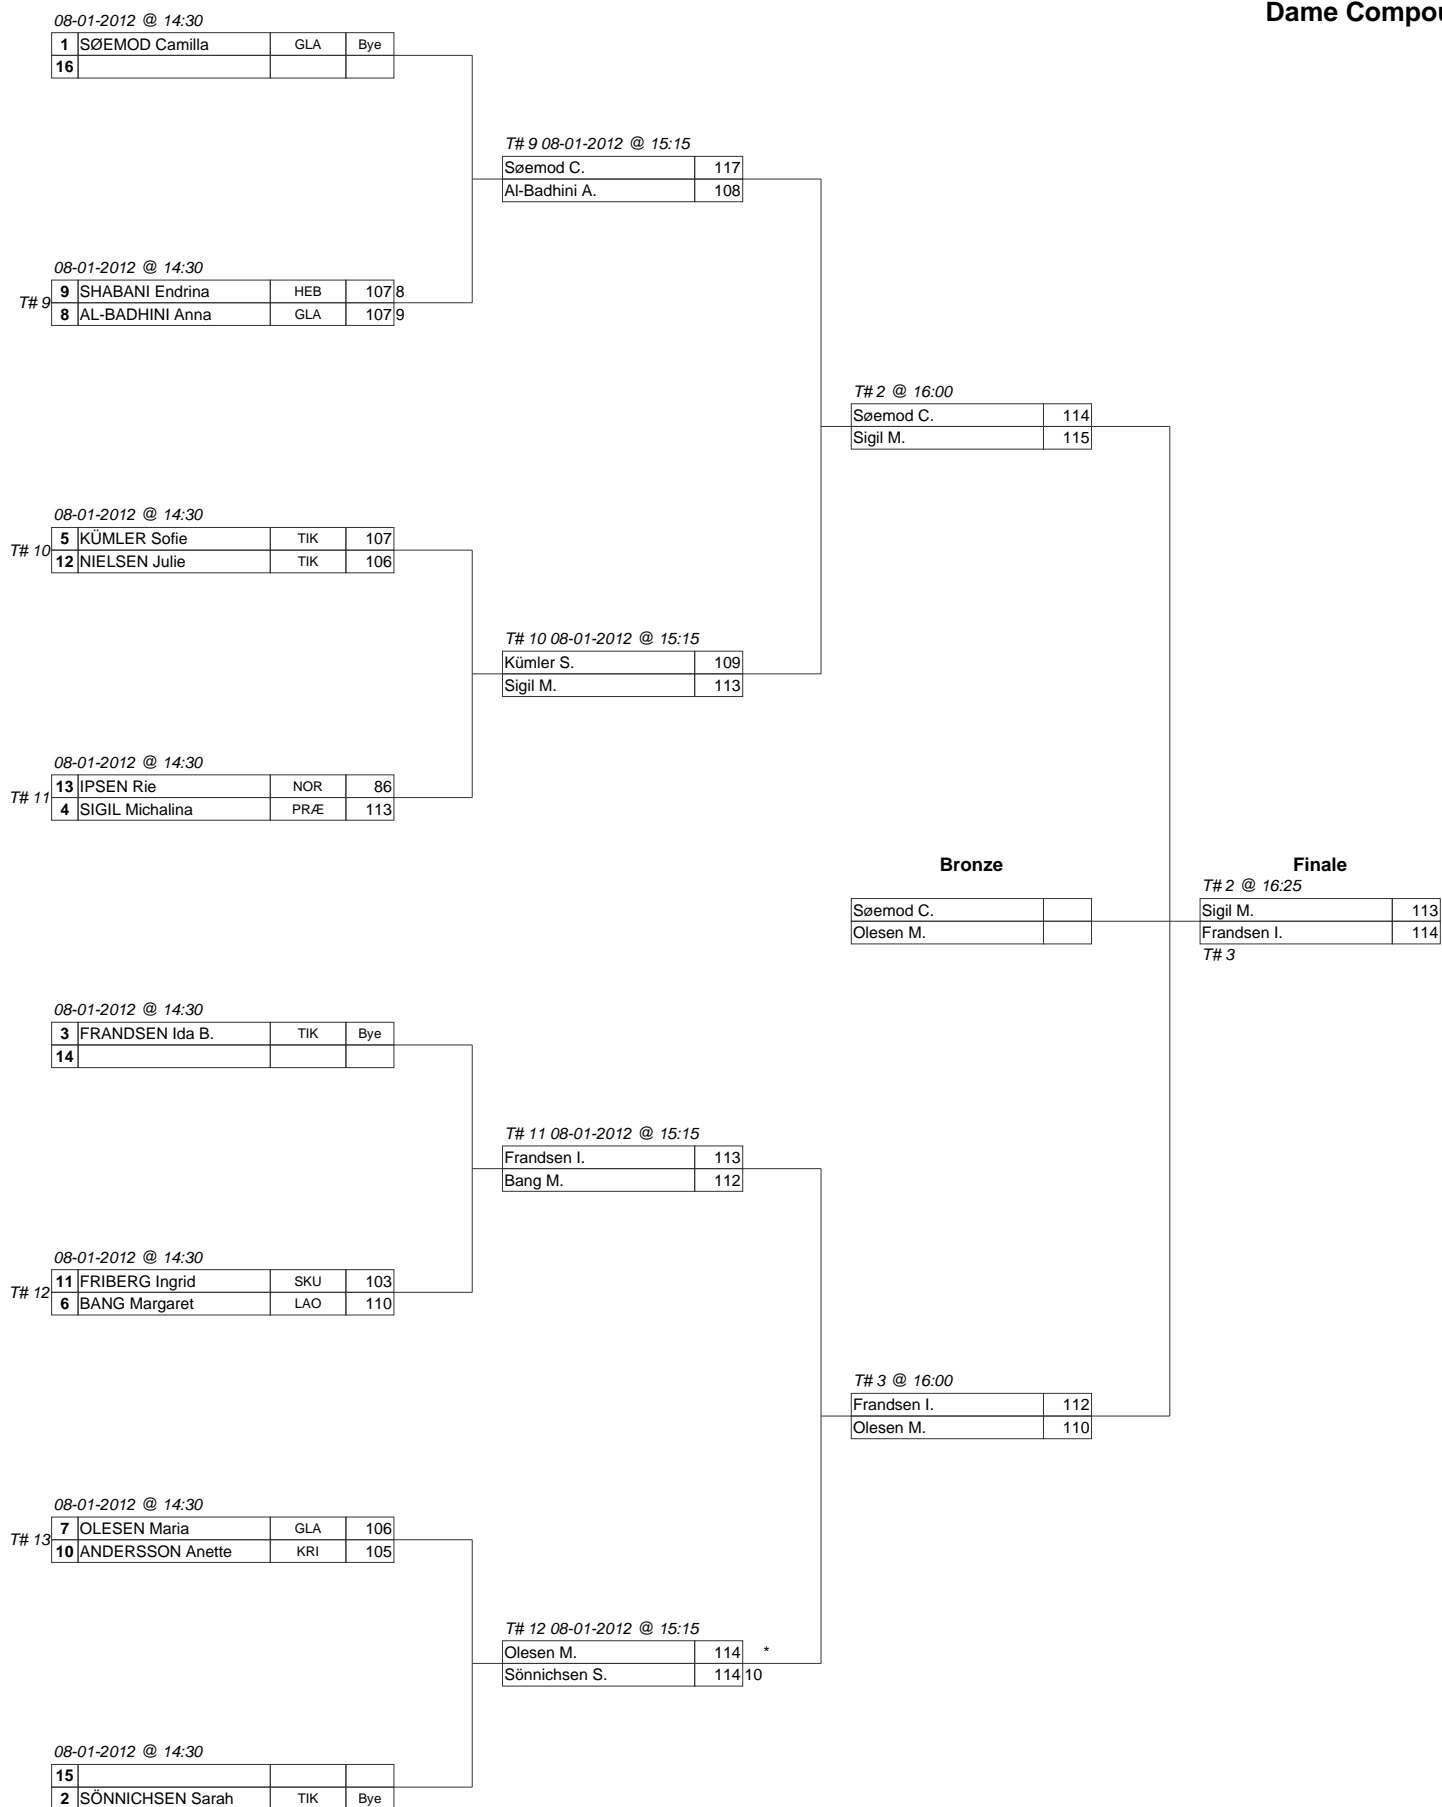 Dame Compou
08-01-2012 @ 14:30
1 SØEMOD Camilla GLA Bye
16
T# 9 08-01-2012 @ 15:15
Søemod C. 117
Al-Badhini A. 108
08-01-2012 @ 14:30
T# 9
9 SHABANI Endrina HEB 107 8
8 AL-BADHINI Anna GLA 107 9
T# 2 @ 16:00
Søemod C. 114
Sigil M. 115
08-01-2012 @ 14:30
T# 10
5 KÜMLER Sofie TIK 107
12 NIELSEN Julie TIK 106
T# 10 08-01-2012 @ 15:15
Kümler S. 109
Sigil M. 113
08-01-2012 @ 14:30
T# 11
13 IPSEN Rie NOR 86
4 SIGIL Michalina PRÆ 113
Bronze
Søemod C.
Olesen M.
Finale
T# 2 @ 16:25
Sigil M. 113
Frandsen I. 114
T# 3
08-01-2012 @ 14:30
3 FRANDSEN Ida B. TIK Bye
14
T# 11 08-01-2012 @ 15:15
Frandsen I. 113
Bang M. 112
08-01-2012 @ 14:30
T# 12
11 FRIBERG Ingrid SKU 103
6 BANG Margaret LAO 110
T# 3 @ 16:00
Frandsen I. 112
Olesen M. 110
08-01-2012 @ 14:30
T# 13
7 OLESEN Maria GLA 106
10 ANDERSSON Anette KRI 105
T# 12 08-01-2012 @ 15:15
Olesen M. 114 *
Sönnichsen S. 114 10
08-01-2012 @ 14:30
15
2 SÖNNICHSEN Sarah TIK Bye